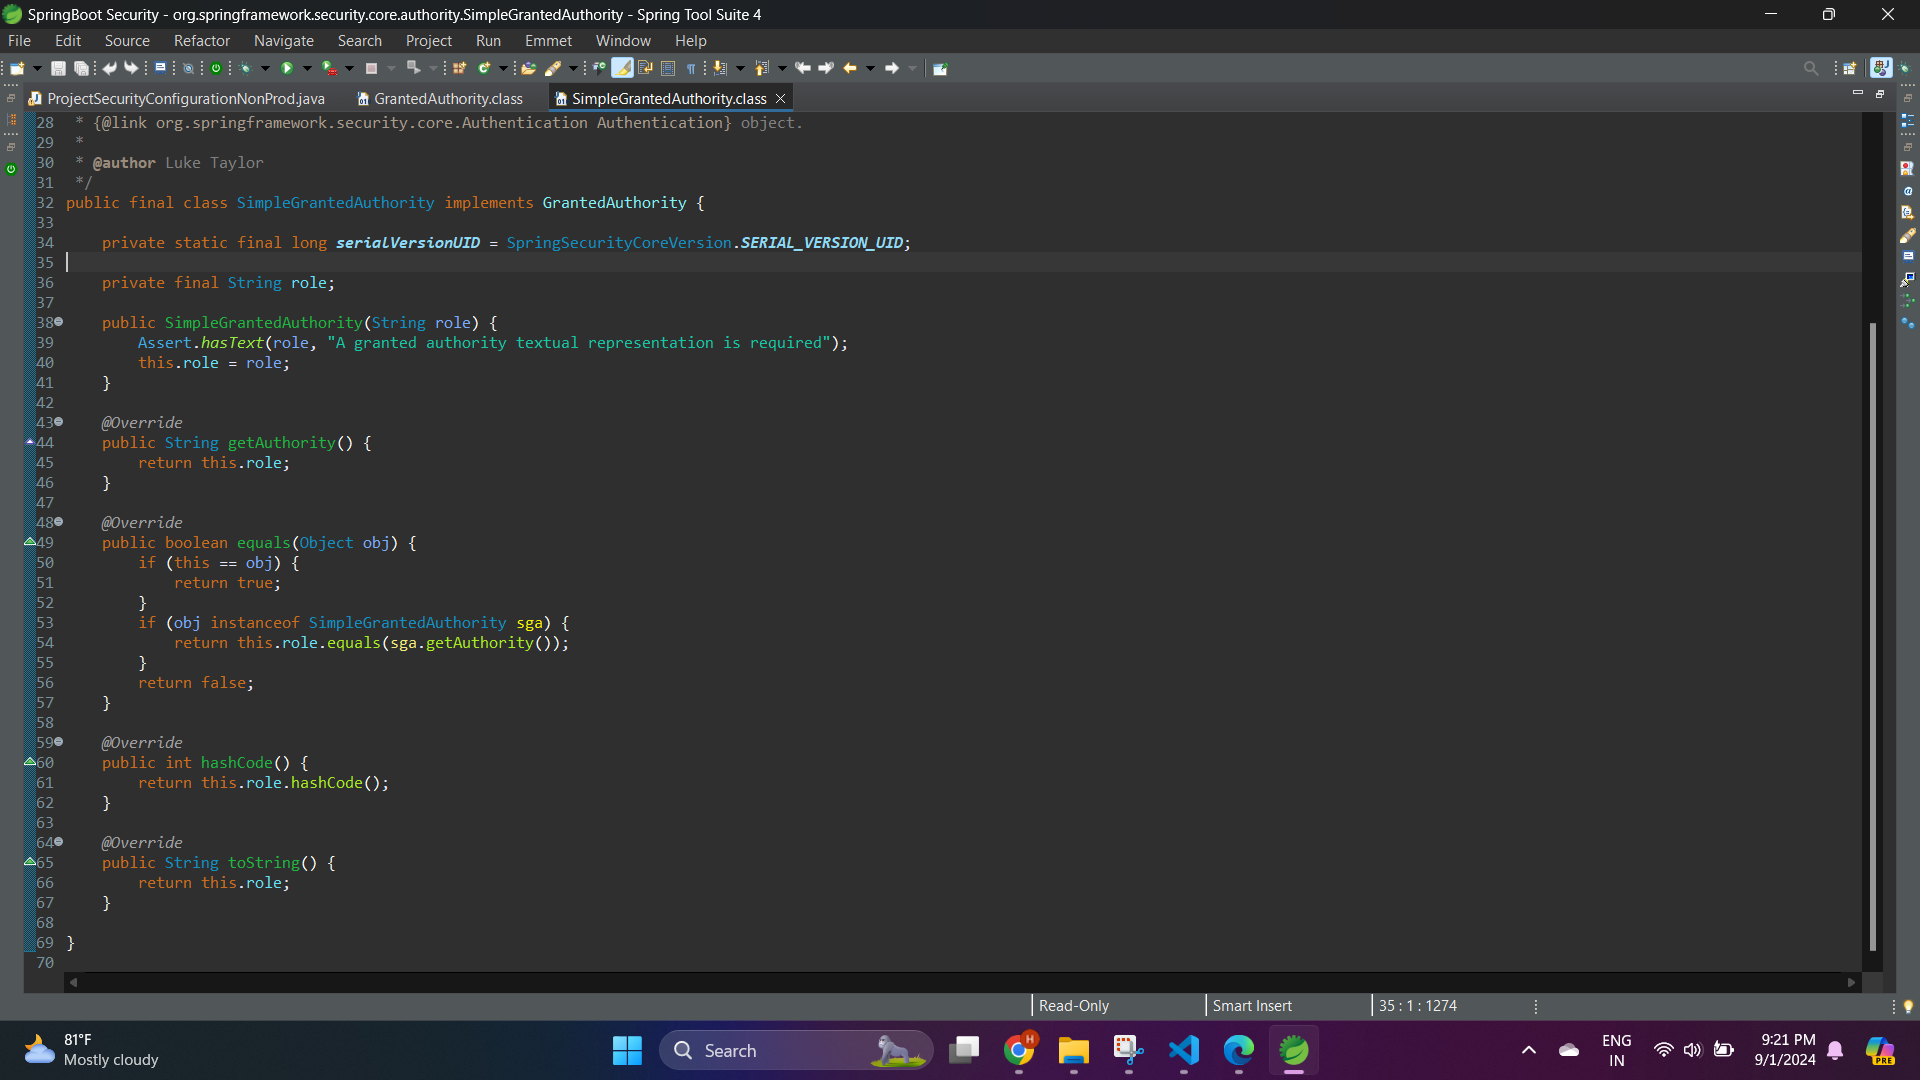 SpringBoot Security - org.springframework.security.core.authority.SimpleGrantedAuthority - Spring Tool Suite 4
File Edit Source Refactor Navigate Search Project Run Emmet Window Help
ProjectSecurityConfigurationNonProd.java GrantedAuthority.class SimpleGrantedAuthority.class
28 * {@link org.springframework.security.core.Authentication Authentication} object.
29 *
30 * @author Luke Taylor
31 */
32 public final class SimpleGrantedAuthority implements GrantedAuthority {
33
34 private static final long serialVersionUID = SpringSecurityCoreVersion.SERIAL_VERSION_UID;
35
36 private final String role;
37
38 public SimpleGrantedAuthority(String role) {
39 Assert.hasText(role, "A granted authority textual representation is required");
40 this.role = role;
41 }
42
43 @Override
44 public String getAuthority() {
45 return this.role;
46 }
47
48 @Override
49 public boolean equals(Object obj) {
50 if (this == obj) {
51 return true;
52 }
53 if (obj instanceof SimpleGrantedAuthority sga) {
54 return this.role.equals(sga.getAuthority());
55 }
56 return false;
57 }
58
59 @Override
60 public int hashCode() {
61 return this.role.hashCode();
62 }
63
64 @Override
65 public String toString() {
66 return this.role;
67 }
68
69 }
70
Read-Only Smart Insert 35 : 1 : 1274
81°F
Mostly cloudy
Search
H
ENG
IN
9:21 PM
9/1/2024
PRE